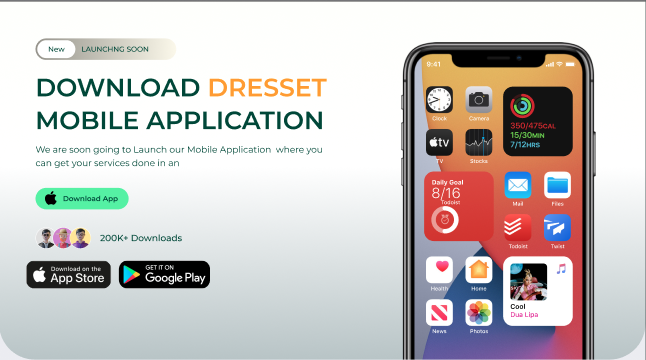 New LAUNCHNG SOON
DOWNLOAD DRESSET
MOBILE APPLICATION
We are soon going to Launch our Mobile Application where you
can get your services done in an
Download App
200K+ Downloads
Download on the
App Store
GET IT ON
Google Play
9:41
Clock
Camera
350/475CAL
15/30MIN
7/12HRS
tv
TV
Stocks
Daily Goal
8/16
Todoist
Mail
Files
Todoist
Twist
Health
Home
Cool
Dua Lipa
News
Photos